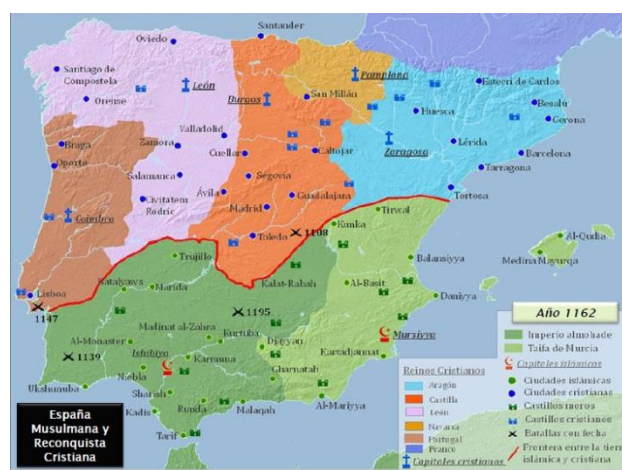 Santander
Oviedo
Santiago de
Compostela
León
Pamplona
Esterri de Cardos
Orense
Burgos
San Millán
Huesca
Besalú
Gerona
Braga
Zamora
Valladolid
Cuellar
Caltojar
Zaragoza
Lérida
Barcelona
Oporto
Salamanca
Segovia
Tarragona
Coimbra
Civitatem
Rodric
Ávila
Guadalajara
Madrid
Tortosa
Toledo
1108
Kunka
Tirwal
Al-Qudia
Trujillo
Balansiyya
Medina Mayurqa
Kalat-Rabah
Lisboa
Batalyaws
Marida
Al-Basit
Daniyya
1147
1195
Año 1162
Madinat al-Zahra
Kurtuba
Mursiyya
Imperio almohade
Al-Monaster
Djayyan
Taifa de Murcia
1139
Ishbiliya
Capitales islámicas
Niebla
Karmuna
Kartadjannat
Reinos Cristianos
Ciudades islámicas
Ukshunuba
Gharnatah
Aragón
Ciudades cristianas
Sharish
Castilla
Castillos moros
Runda
León
Castillos cristianos
Kadis
Malaqah
Al-Mariyya
Navarra
Batallas con fecha
España
Musulmana y
Reconquista
Cristiana
Portugal
Frontera entre la tierra
islámica y cristiana
Tarif
Francia
Capitales cristianas